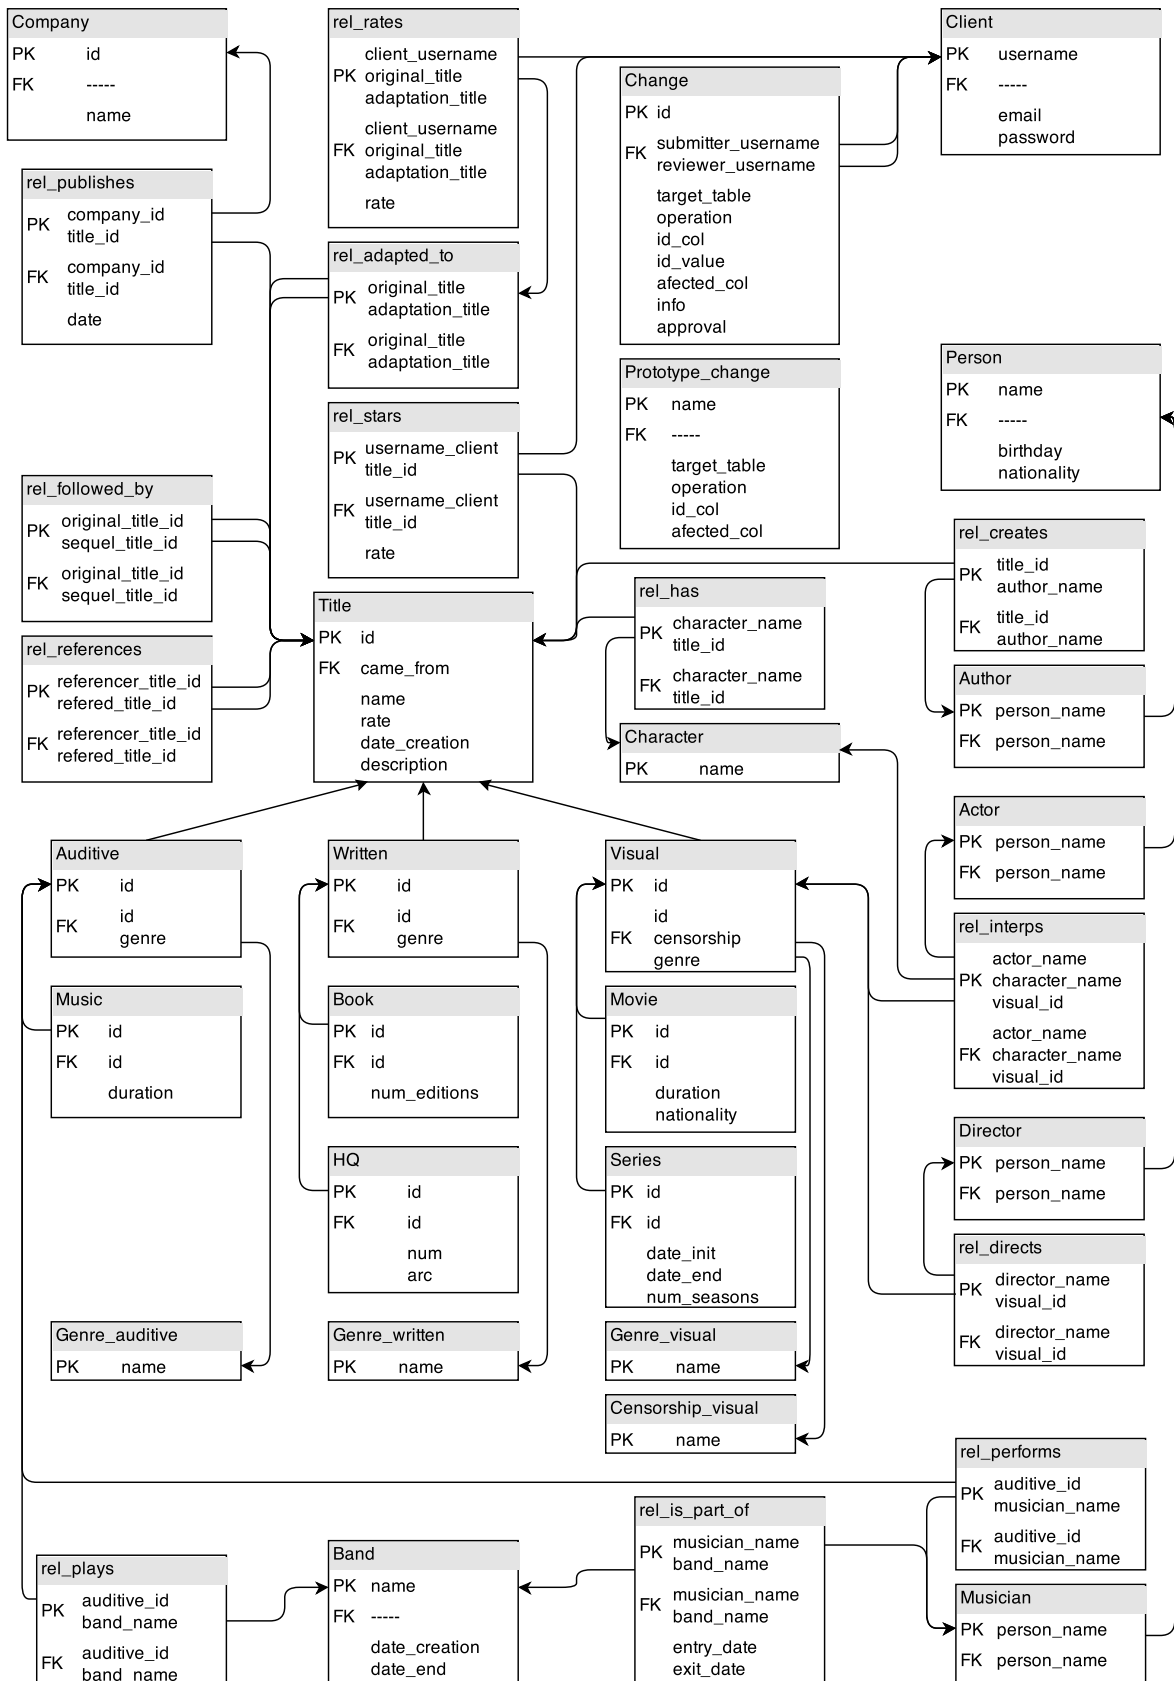 Company
PK id
FK -----
name
rel_publishes
PK
company_id
title_id
FK
company_id
title_id
date
rel_rates
client_username
PK original_title
adaptation_title
client_username
FK original_title
adaptation_title
rate
rel_adapted_to
PK
original_title
adaptation_title
FK
original_title
adaptation_title
rel_stars
PK
username_client
title_id
FK
username_client
title_id
rate
Client
PK username
FK -----
email
password
Change
PK id
FK
submitter_username
reviewer_username
target_table
operation
id_col
id_value
afected_col
info
approval
Prototype_change
PK name
FK -----
target_table
operation
id_col
afected_col
Person
PK name
FK -----
birthday
nationality
rel_followed_by
PK
original_title_id
sequel_title_id
FK
original_title_id
sequel_title_id
rel_references
PK
referencer_title_id
refered_title_id
FK
referencer_title_id
refered_title_id
Title
PK id
FK came_from
name
rate
date_creation
description
rel_has
PK
character_name
title_id
FK
character_name
title_id
Character
PK name
rel_creates
PK
title_id
author_name
FK
title_id
author_name
Author
PK person_name
FK person_name
Actor
PK person_name
FK person_name
rel_interps
actor_name
PK character_name
visual_id
actor_name
FK character_name
visual_id
Director
PK person_name
FK person_name
rel_directs
PK
director_name
visual_id
FK
director_name
visual_id
Auditive
PK id
FK
id
genre
Music
PK id
FK id
duration
Written
PK id
FK
id
genre
Book
PK id
FK id
num_editions
HQ
PK id
FK id
num
arc
Visual
PK id
id
FK censorship
genre
Movie
PK id
FK id
duration
nationality
Series
PK id
FK id
date_init
date_end
num_seasons
Genre_auditive
PK name
Genre_written
PK name
Genre_visual
PK name
Censorship_visual
PK name
rel_performs
PK
auditive_id
musician_name
FK
auditive_id
musician_name
rel_plays
PK
auditive_id
band_name
FK
auditive_id
band_name
Band
PK name
FK -----
date_creation
date_end
rel_is_part_of
PK
musician_name
band_name
FK
musician_name
band_name
entry_date
exit_date
Musician
PK person_name
FK person_name